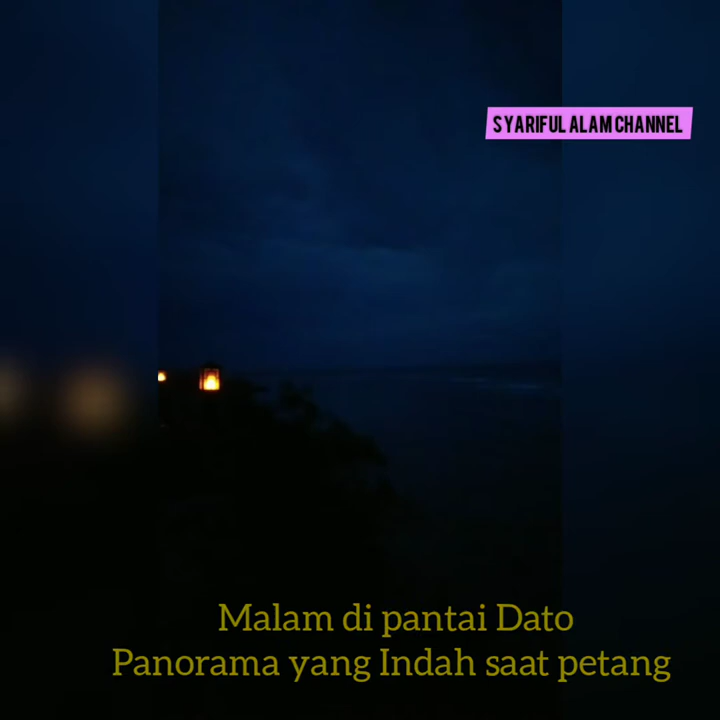 SYARIFUL ALAM CHANNEL
Malam di pantai Dato
Panorama yang Indah saat petang